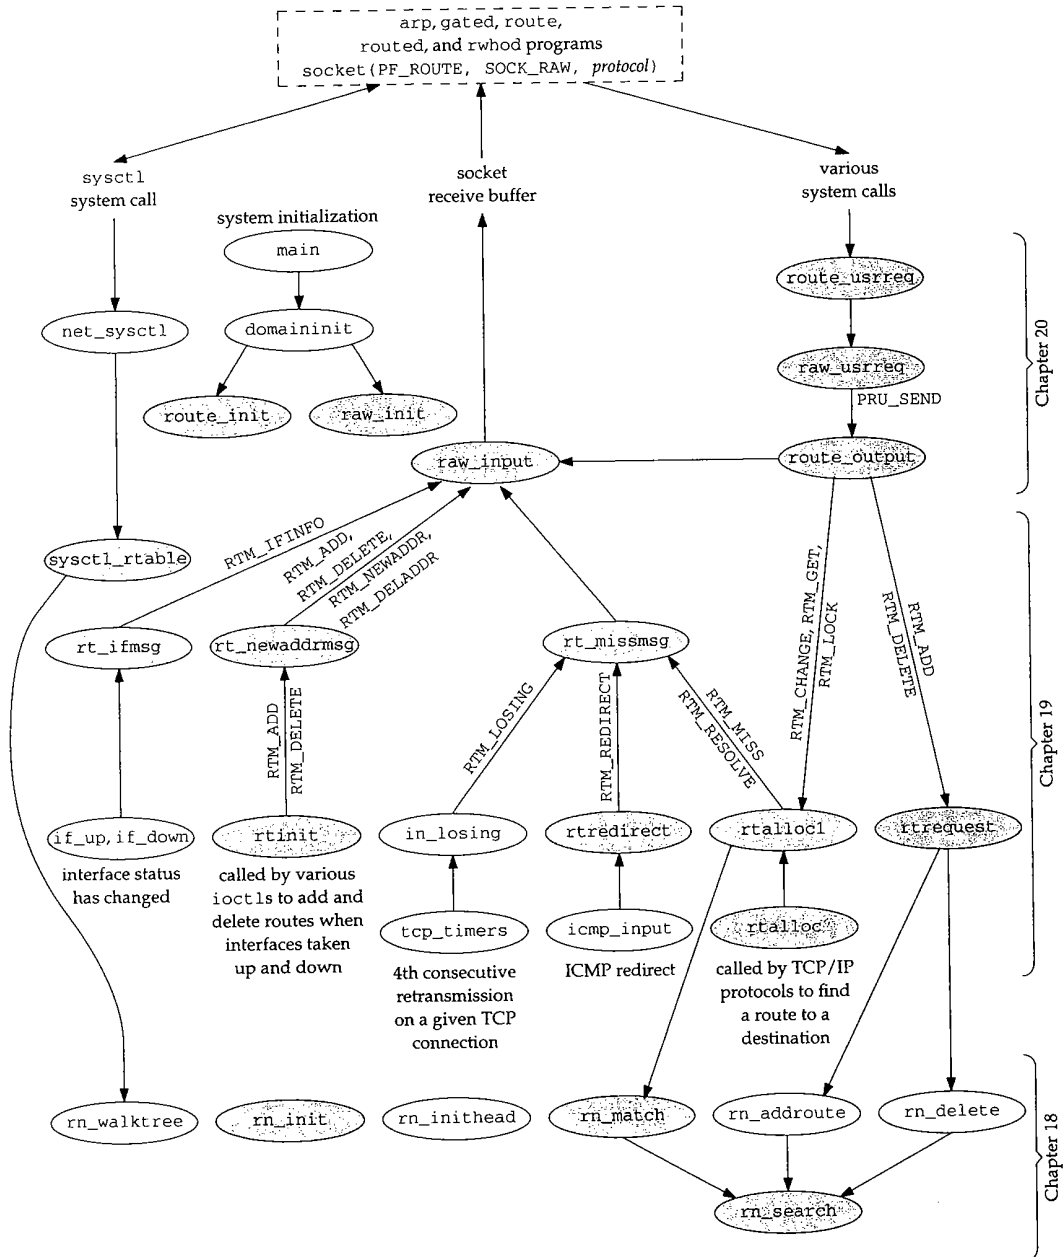 arp, gated, route,
routed, and rwhod programs
socket(PF_ROUTE, SOCK_RAW, protocol)
sysctl
system call
socket
receive buffer
various
system calls
system initialization
main
route_usrreq
net_sysctl
domaininit
raw_usrreq
PRU_SEND
route_init
raw_init
raw_input
route_output
Chapter 20
sysctl_rtable
RTM_IFINFO
RTM_ADD,
RTM_DELETE,
RTM_NEWADDR,
RTM_DELADDR
RTM_CHANGE, RTM_GET,
RTM_LOCK
RTM_ADD
RTM_DELETE
rt_ifmsg
rt_newaddrmsg
rt_missmsg
RTM_ADD
RTM_DELETE
RTM_LOSING
RTM_REDIRECT
RTM_MISS
RTM_RESOLVE
Chapter 19
if_up, if_down
rtinit
in_losing
rtredirect
rtalloc1
rtrequest
interface status
has changed
called by various
ioctls to add and
delete routes when
interfaces taken
up and down
tcp_timers
icmp_input
rtalloc
4th consecutive
retransmission
on a given TCP
connection
ICMP redirect
called by TCP/IP
protocols to find
a route to a
destination
rn_walktree
rn_init
rn_inithead
rn_match
rn_addroute
rn_delete
rn_search
Chapter 18